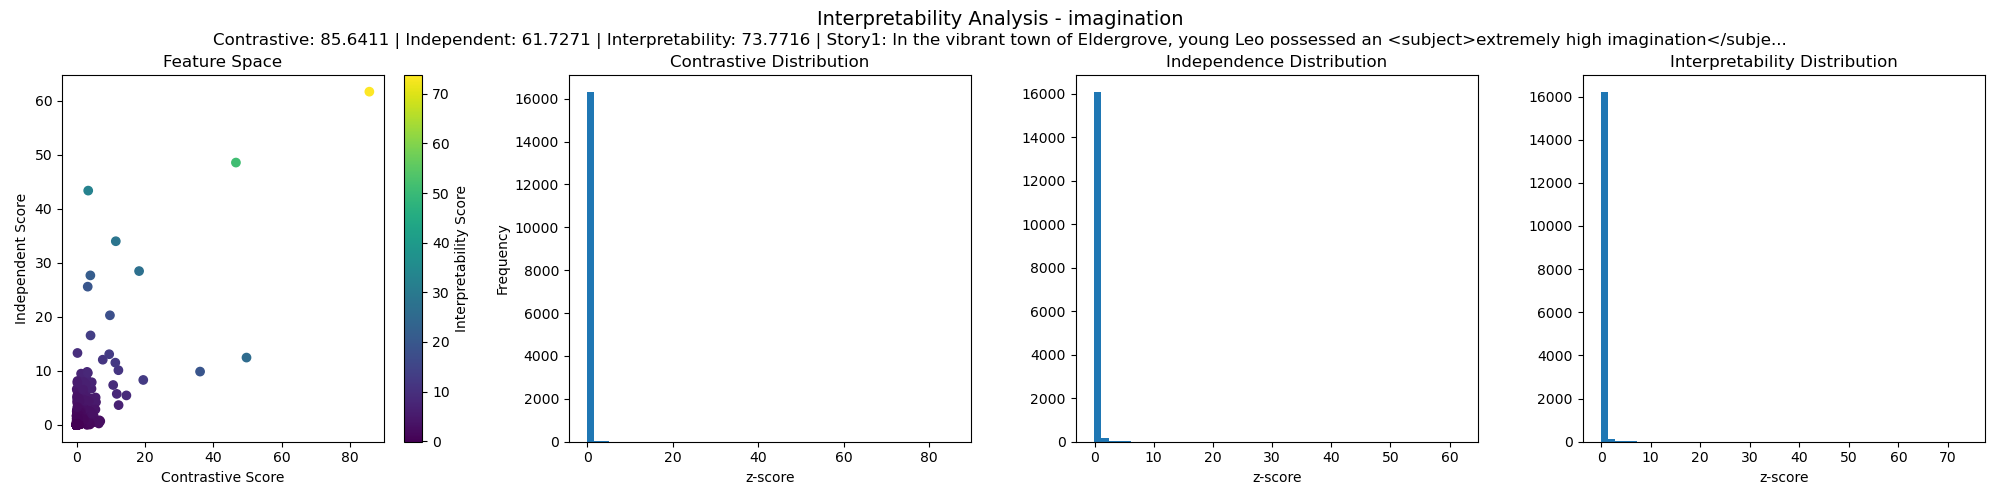 Interpretability Analysis - imagination
Contrastive: 85.6411 | Independent: 61.7271 | Interpretability: 73.7716 | Story1: In the vibrant town of Eldergrove, young Leo possessed an <subject>extremely high imagination</subje...
Feature Space
60
50
40
30
20
10
0
0 20 40 60 80
Independent Score
Contrastive Score
70
60
50
40
30
20
10
0
Interpretability Score
Contrastive Distribution
16000
14000
12000
10000
8000
6000
4000
2000
0
0 20 40 60 80
Frequency
z-score
Independence Distribution
16000
14000
12000
10000
8000
6000
4000
2000
0
0 10 20 30 40 50 60
z-score
Interpretability Distribution
16000
14000
12000
10000
8000
6000
4000
2000
0
0 10 20 30 40 50 60 70
z-score